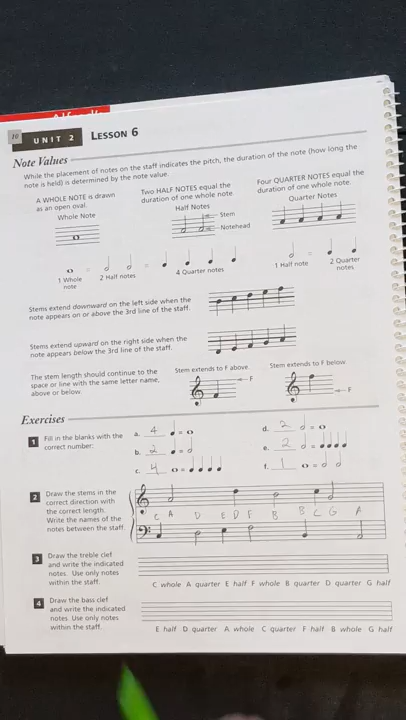 10
UNIT 2
LESSON 6
Note Values
While the placement of notes on the staff indicates the pitch, the duration of the note (how long the
note is held) is determined by the note value.
A WHOLE NOTE is drawn
as an open oval.
Whole Note
Two HALF NOTES equal the
duration of one whole note
Half Notes
Stem
Notehead
Four QUARTER NOTES equal the
duration of one whole note.
Quarter Notes
1 Whole
note
=
2 Half notes
=
4 Quarter notes
1 Half note
=
2 Quarter
notes
Stems extend downward on the left side when the
note appears on or above the 3rd line of the staff.
Stems extend upward on the right side when the
note appears below the 3rd line of the staff.
The stem length should continue to the
space or line with the same letter name,
above or below
Stem extends to F above.
F
Stem extends to F below
F
Exercises
1
Fill in the blanks with the
correct number:
a. 4 =
b. 2 =
c. 4 =
d. 2 =
e. 2 =
f. 1 =
2
Draw the stems in the
correct direction with
the correct length.
Write the names of the
notes between the staff.
C A D E D F B B C G A
3
Draw the treble clef
and write the indicated
notes. Use only notes
within the staff.
C whole A quarter E half F whole B quarter D quarter G half
4
Draw the bass clef
and write the indicated
notes. Use only notes
within the staff.
E half D quarter A whole C quarter F half B whole G half